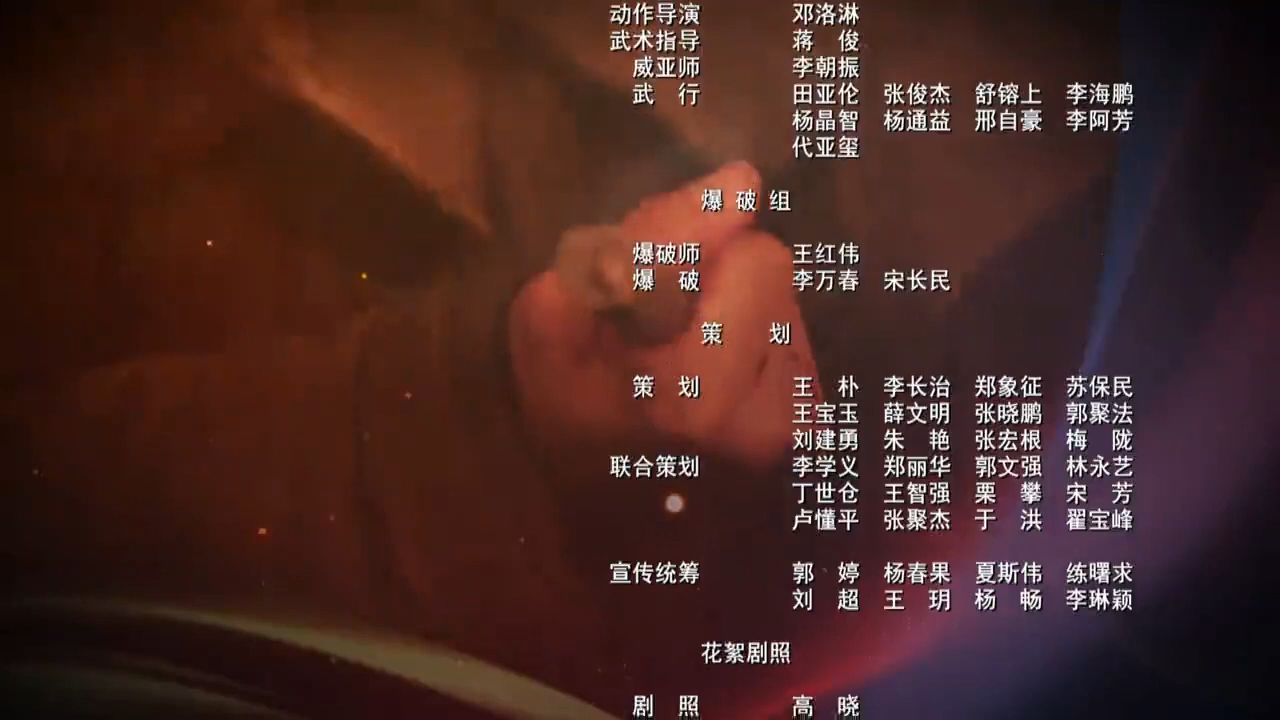 动作导演 邓洛淋
武术指导 蒋 俊
威亚师 李朝振
武 行 田亚伦 张俊杰 舒镕上 李海鹏
杨晶智 杨通益 邢自豪 李阿芳
代亚玺
爆 破 组
爆破师 王红伟
爆 破 李万春 宋长民
策 划
策 划 王 朴 李长治 郑象征 苏保民
王宝玉 薛文明 张晓鹏 郭聚法
刘建勇 朱 艳 张宏根 梅 陇
联合策划 李学义 郑丽华 郭文强 林永艺
丁世仓 王智强 栗 攀 宋 芳
卢懂平 张聚杰 于 洪 翟宝峰
宣传统筹 郭 婷 杨春果 夏斯伟 练曙求
刘 超 王 玥 杨 畅 李琳颖
花絮剧照
剧 照 高 晓